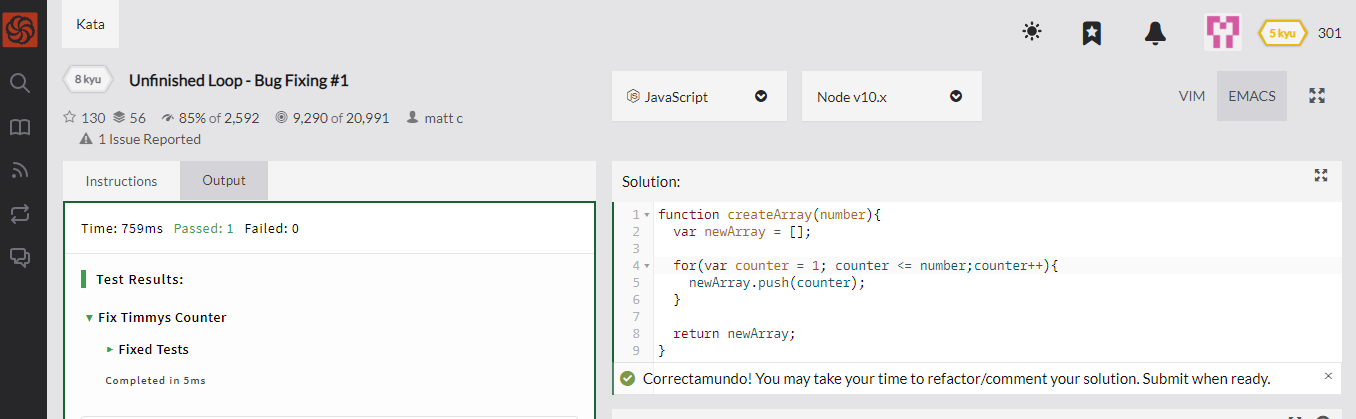 Kata
5 kyu 301
8 kyu Unfinished Loop - Bug Fixing #1
130 56 85% of 2,592 9,290 of 20,991 matt c
1 Issue Reported
JavaScript Node v10.x VIM EMACS
Instructions Output
Time: 759ms Passed: 1 Failed: 0
Test Results:
Fix Timmys Counter
Fixed Tests
Completed in 5ms
Solution:
1 function createArray(number){
2 var newArray = [];
3
4 for(var counter = 1; counter <= number;counter++){
5 newArray.push(counter);
6 }
7
8 return newArray;
9 }
Correctamundo! You may take your time to refactor/comment your solution. Submit when ready. ×